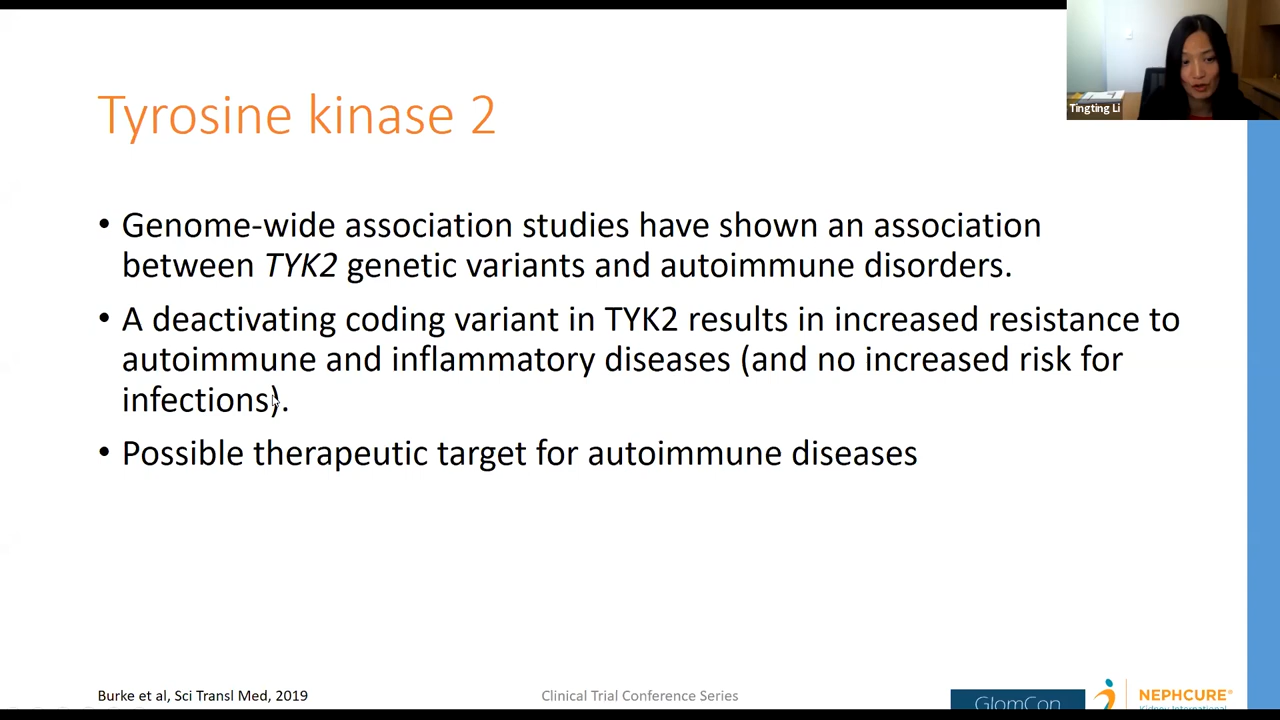 Tingting Li
Tyrosine kinase 2
• Genome-wide association studies have shown an association
between TYK2 genetic variants and autoimmune disorders.
• A deactivating coding variant in TYK2 results in increased resistance to
autoimmune and inflammatory diseases (and no increased risk for
infections).
• Possible therapeutic target for autoimmune diseases
Burke et al, Sci Transl Med, 2019
Clinical Trial Conference Series
GlomCon
NEPHCURE®
Kidney International